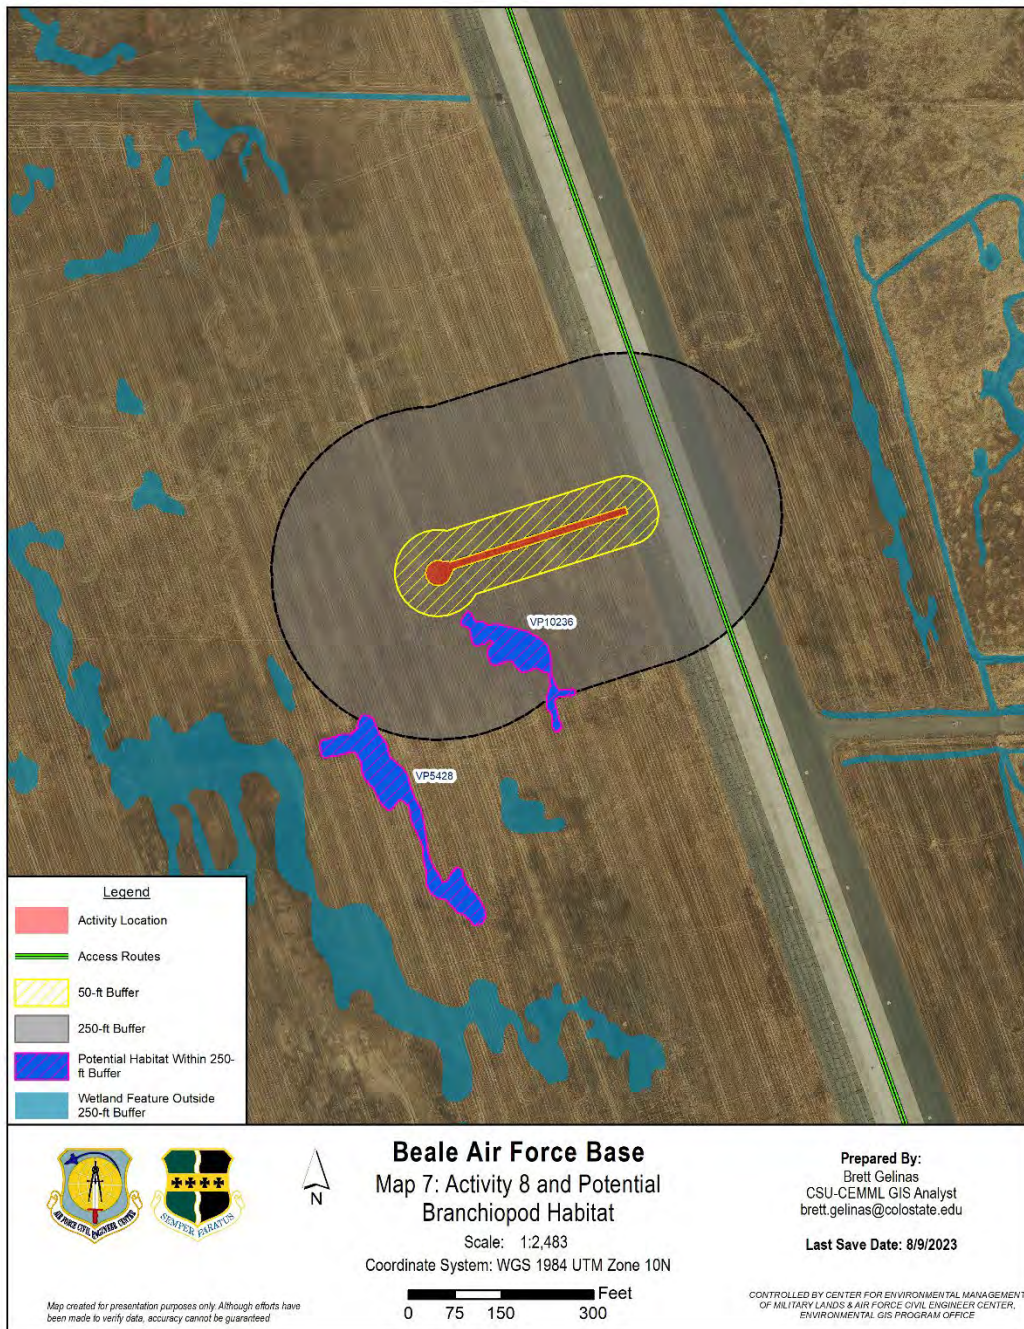 VP10236
VP5428
Legend
Activity Location
Access Routes
50-ft Buffer
250-ft Buffer
Potential Habitat Within 250-
ft Buffer
Wetland Feature Outside
250-ft Buffer
AIR FORCE CIVIL ENGINEER CENTER
SEMPER PARATUS
N
Beale Air Force Base
Map 7: Activity 8 and Potential
Branchiopod Habitat
Scale: 1:2,483
Coordinate System: WGS 1984 UTM Zone 10N
Feet
0 75 150 300
Prepared By:
Brett Gelinas
CSU-CEMML GIS Analyst
brett.gelinas@colostate.edu
Last Save Date: 8/9/2023
Map created for presentation purposes only. Although efforts have
been made to verify data, accuracy cannot be guaranteed
CONTROLLED BY CENTER FOR ENVIRONMENTAL MANAGEMENT
OF MILITARY LANDS & AIR FORCE CIVIL ENGINEER CENTER,
ENVIRONMENTAL GIS PROGRAM OFFICE